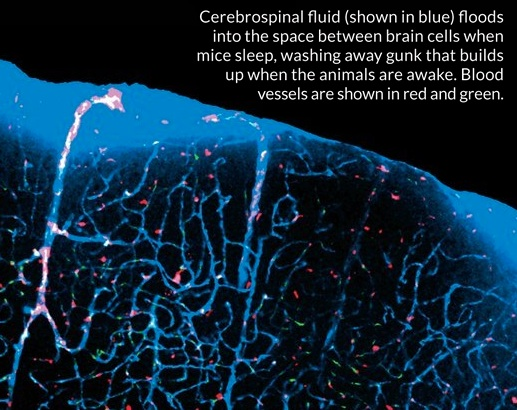 Cerebrospinal fluid (shown in blue) floods
into the space between brain cells when
mice sleep, washing away gunk that builds
up when the animals are awake. Blood
vessels are shown in red and green.